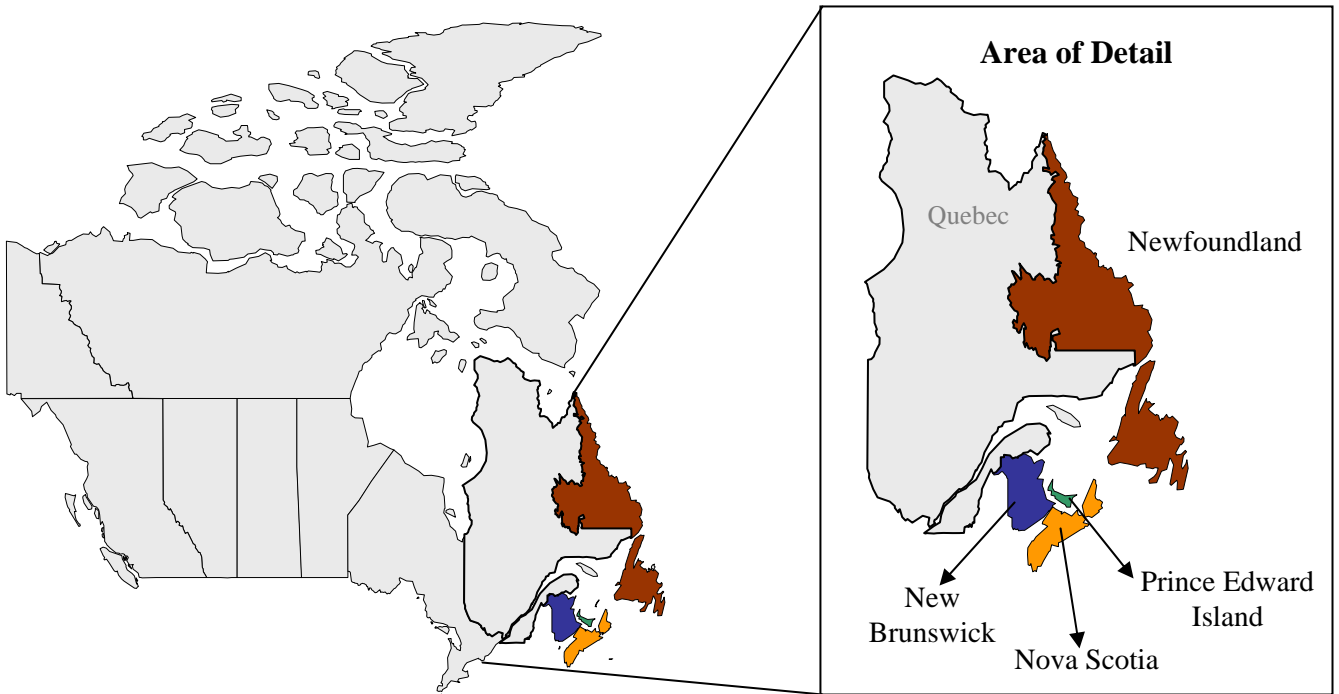 Area of Detail
Quebec
Newfoundland
New
Brunswick
Prince Edward
Island
Nova Scotia